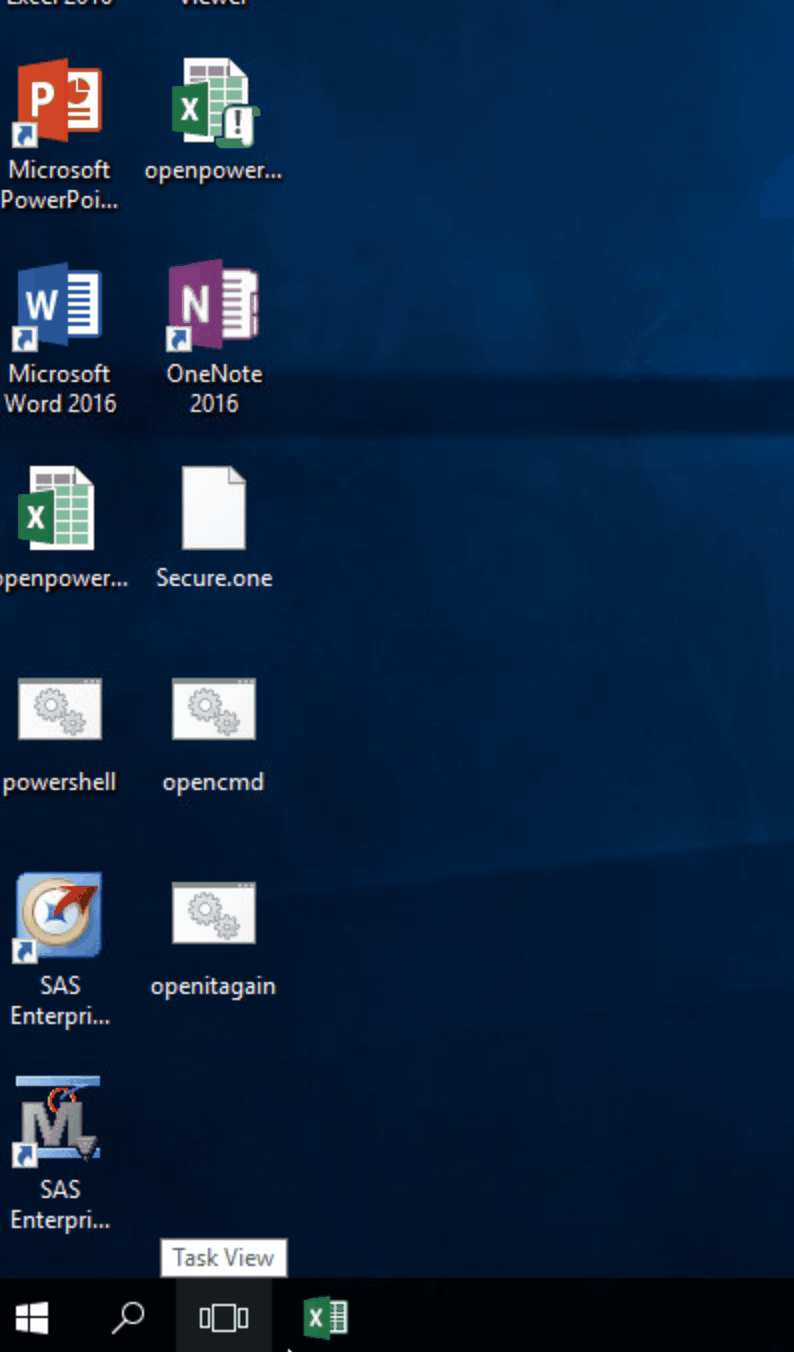 Excel 2016
Viewer
Microsoft
PowerPoi...
openpower...
Microsoft
Word 2016
OneNote
2016
openpower...
Secure.one
powershell
opencmd
SAS
Enterpri...
openitagain
SAS
Enterpri...
Task View